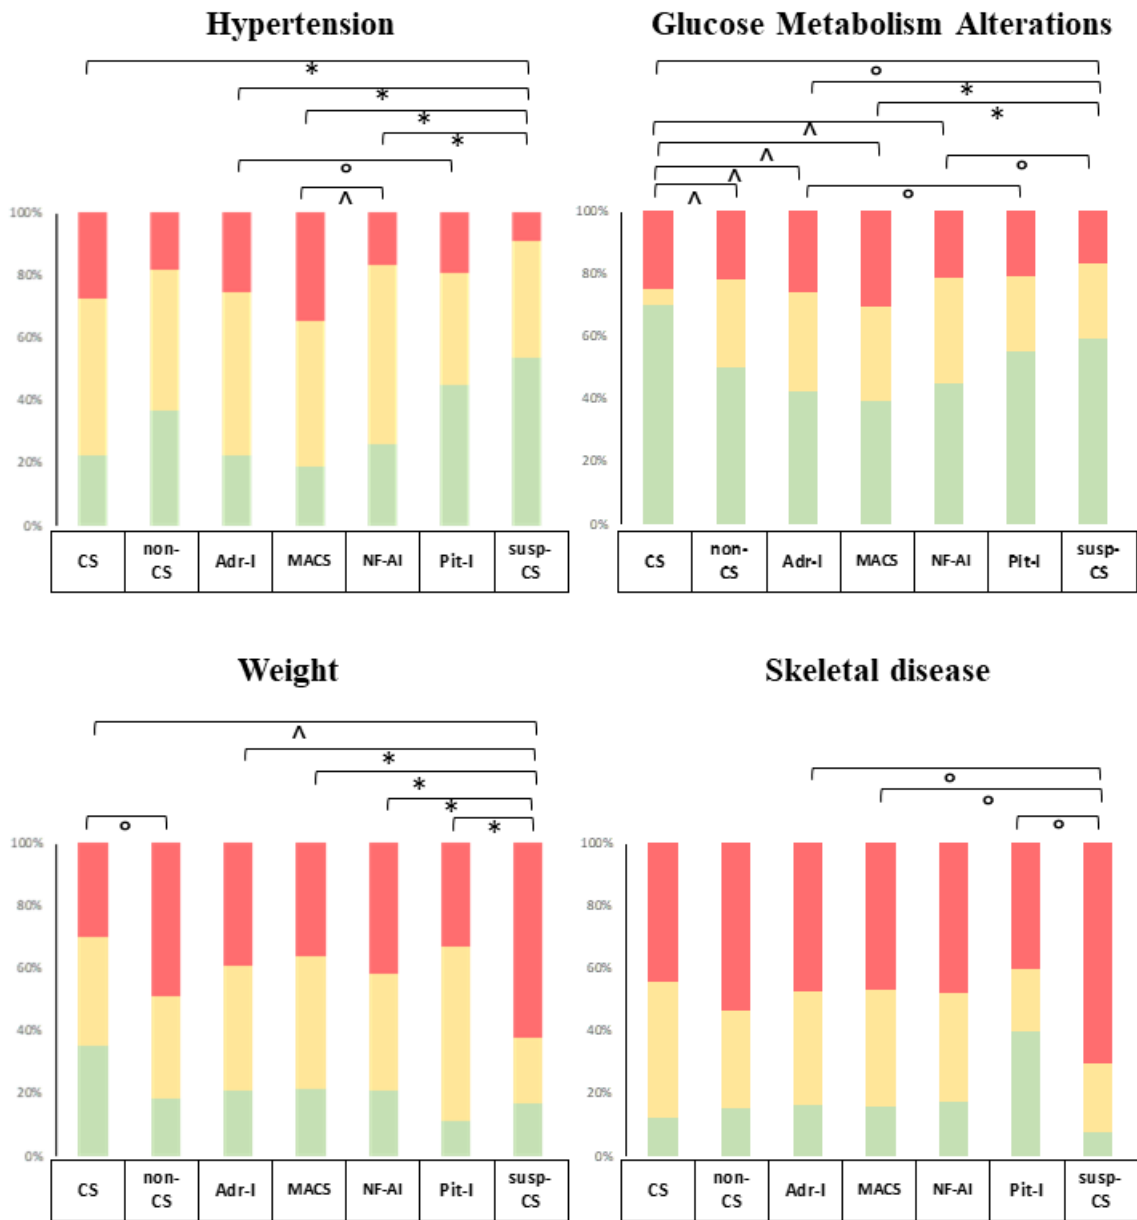 Hypertension
Glucose Metabolism Alterations
*
*
*
*
o
^
o
*
*
^
^
o
^
^
o
100%
80%
60%
40%
20%
0%
CS non-CS Adr-I MACS NF-AI Pit-I susp-CS
100%
80%
60%
40%
20%
0%
CS non-CS Adr-I MACS NF-AI Pit-I susp-CS
Weight
Skeletal disease
^
*
*
*
o
*
o
o
o
100%
80%
60%
40%
20%
0%
CS non-CS Adr-I MACS NF-AI Pit-I susp-CS
100%
80%
60%
40%
20%
0%
CS non-CS Adr-I MACS NF-AI Pit-I susp-CS